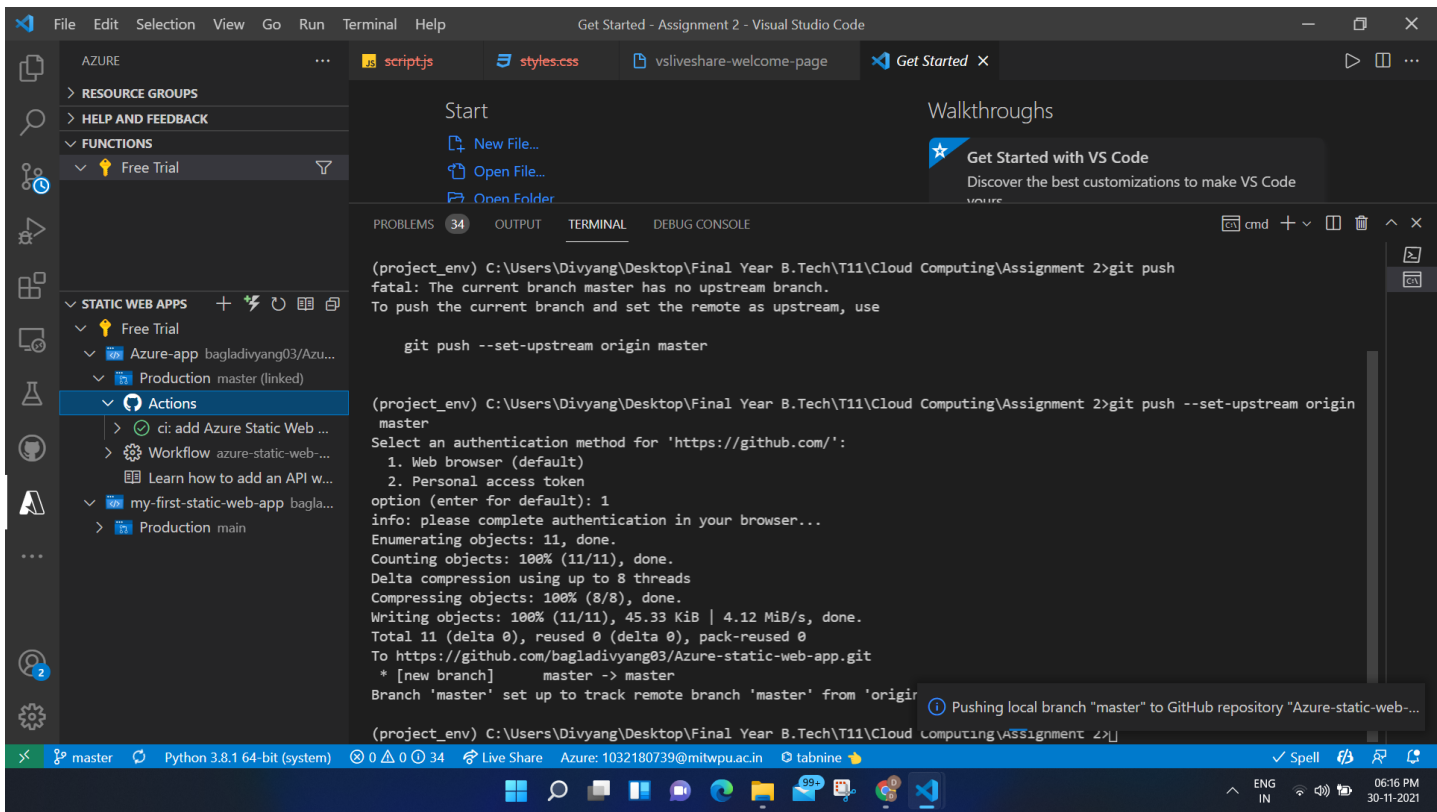 File Edit Selection View Go Run Terminal Help Get Started - Assignment 2 - Visual Studio Code
AZURE
JS script.js styles.css vsliveshare-welcome-page Get Started
RESOURCE GROUPS
HELP AND FEEDBACK
FUNCTIONS
Free Trial
Start
New File...
Open File...
Open Folder
Walkthroughs
Get Started with VS Code
Discover the best customizations to make VS Code
yours
PROBLEMS 34 OUTPUT TERMINAL DEBUG CONSOLE cmd
STATIC WEB APPS
Free Trial
Azure-app bagladivyang03/Azu...
Production master (linked)
Actions
ci: add Azure Static Web ...
Workflow azure-static-web-...
Learn how to add an API w...
my-first-static-web-app bagla...
Production main
(project_env) C:\Users\Divyang\Desktop\Final Year B.Tech\T11\Cloud Computing\Assignment 2>git push
fatal: The current branch master has no upstream branch.
To push the current branch and set the remote as upstream, use
git push --set-upstream origin master
(project_env) C:\Users\Divyang\Desktop\Final Year B.Tech\T11\Cloud Computing\Assignment 2>git push --set-upstream origin
master
Select an authentication method for 'https://github.com/':
1. Web browser (default)
2. Personal access token
option (enter for default): 1
info: please complete authentication in your browser...
Enumerating objects: 11, done.
Counting objects: 100% (11/11), done.
Delta compression using up to 8 threads
Compressing objects: 100% (8/8), done.
Writing objects: 100% (11/11), 45.33 KiB | 4.12 MiB/s, done.
Total 11 (delta 0), reused 0 (delta 0), pack-reused 0
To https://github.com/bagladivyang03/Azure-static-web-app.git
* [new branch] master -> master
Branch 'master' set up to track remote branch 'master' from 'origin
Pushing local branch "master" to GitHub repository "Azure-static-web-...
(project_env) C:\Users\Divyang\Desktop\Final Year B.Tech\T11\Cloud Computing\Assignment 2>
2
master Python 3.8.1 64-bit (system) 0 0 34 Live Share Azure: 1032180739@mitwpu.ac.in tabnine Spell
99+
ENG
IN
06:16 PM
30-11-2021